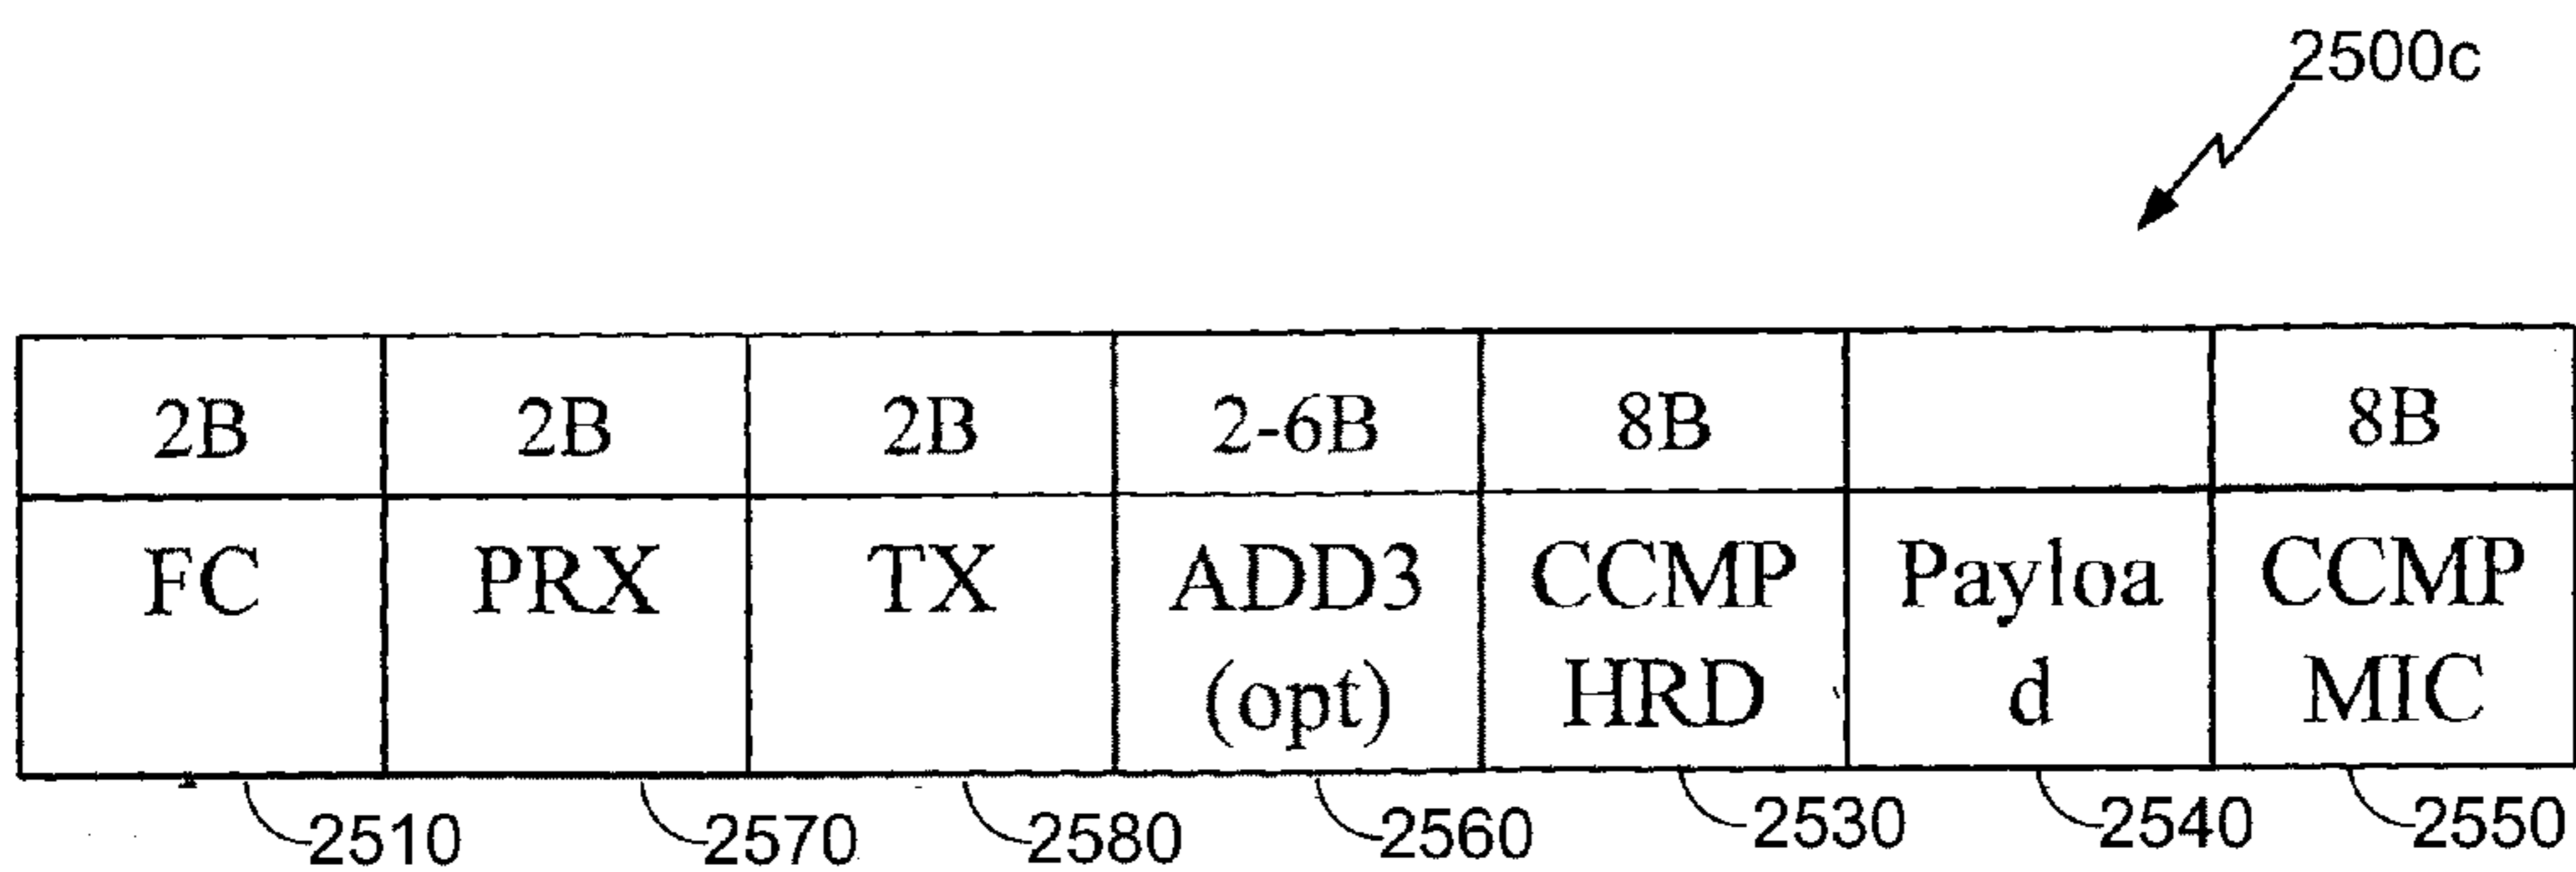 2500c
2B 2B 2B 2-6B 8B 8B
FC PRX TX ADD3 CCMP Payloa CCMP
(opt) HRD d MIC
2510 2570 2580 2560 2530 2540 2550